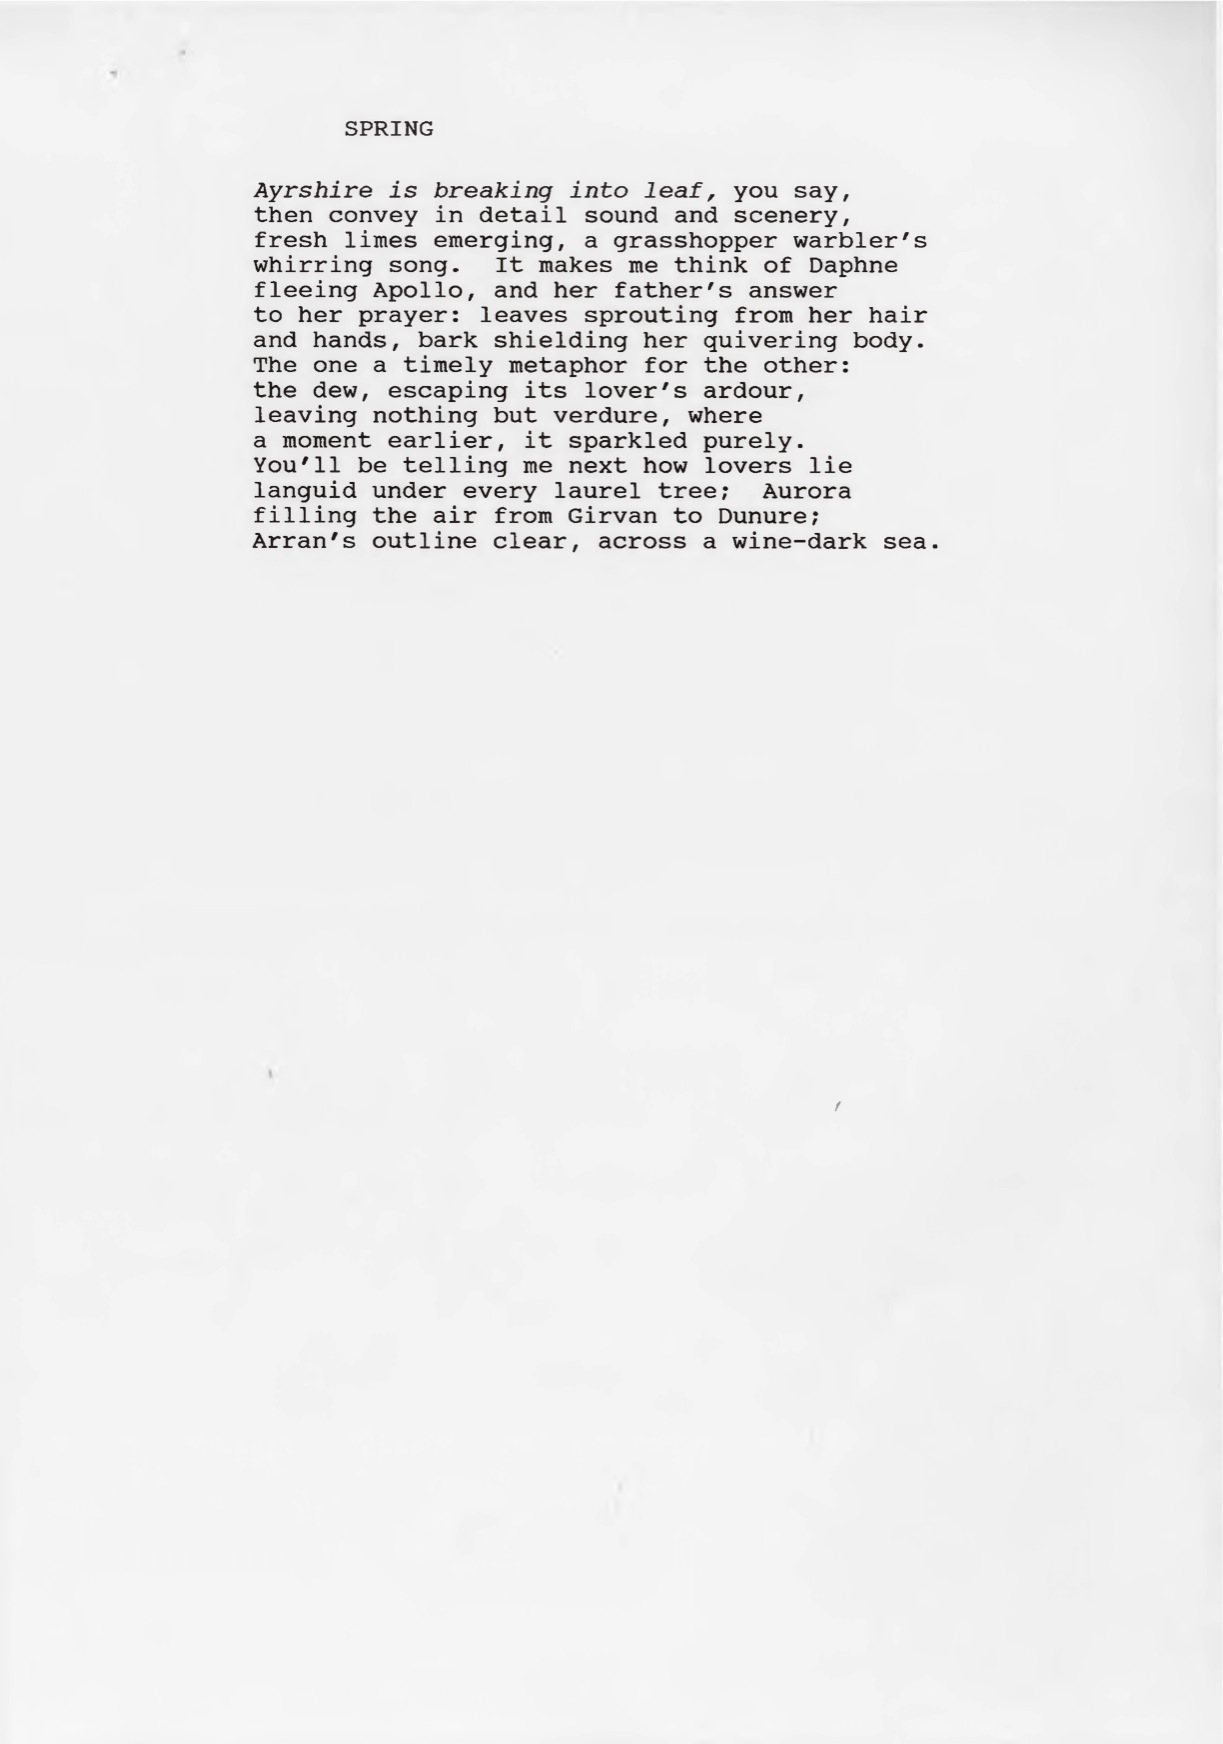 SPRING
Ayrshire is breaking into leaf, you say,
then convey in detail sound and scenery,
fresh limes emerging, a grasshopper warbler's
whirring song.  It makes me think of Daphne
fleeing Apollo, and her father's answer
to her prayer: leaves sprouting from her hair
and hands, bark shielding her quivering body.
The one a timely metaphor for the other:
the dew, escaping its lover's ardour,
leaving nothing but verdure, where
a moment earlier, it sparkled purely.
You'll be telling me next how lovers lie
languid under every laurel tree;  Aurora
filling the air from Girvan to Dunure;
Arran's outline clear, across a wine-dark sea.